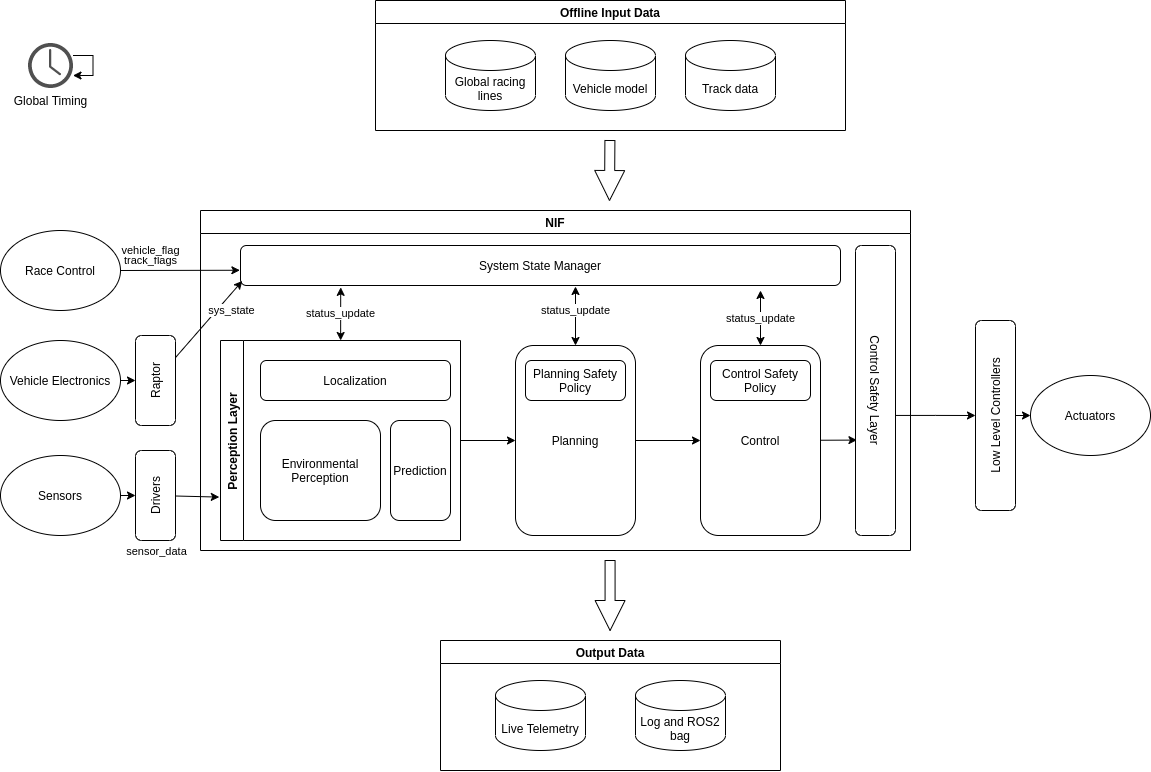 Offline Input Data
Global racing
lines
Vehicle model
Track data
Global Timing
NIF
Race Control
vehicle_flag
track_flags
System State Manager
sys_state
status_update
status_update
status_update
Vehicle Electronics
Raptor
Sensors
Drivers
sensor_data
Perception Layer
Localization
Environmental
Perception
Prediction
Planning Safety
Policy
Planning
Control Safety
Policy
Control
Control Safety Layer
Low Level Controllers
Actuators
Output Data
Live Telemetry
Log and ROS2
bag